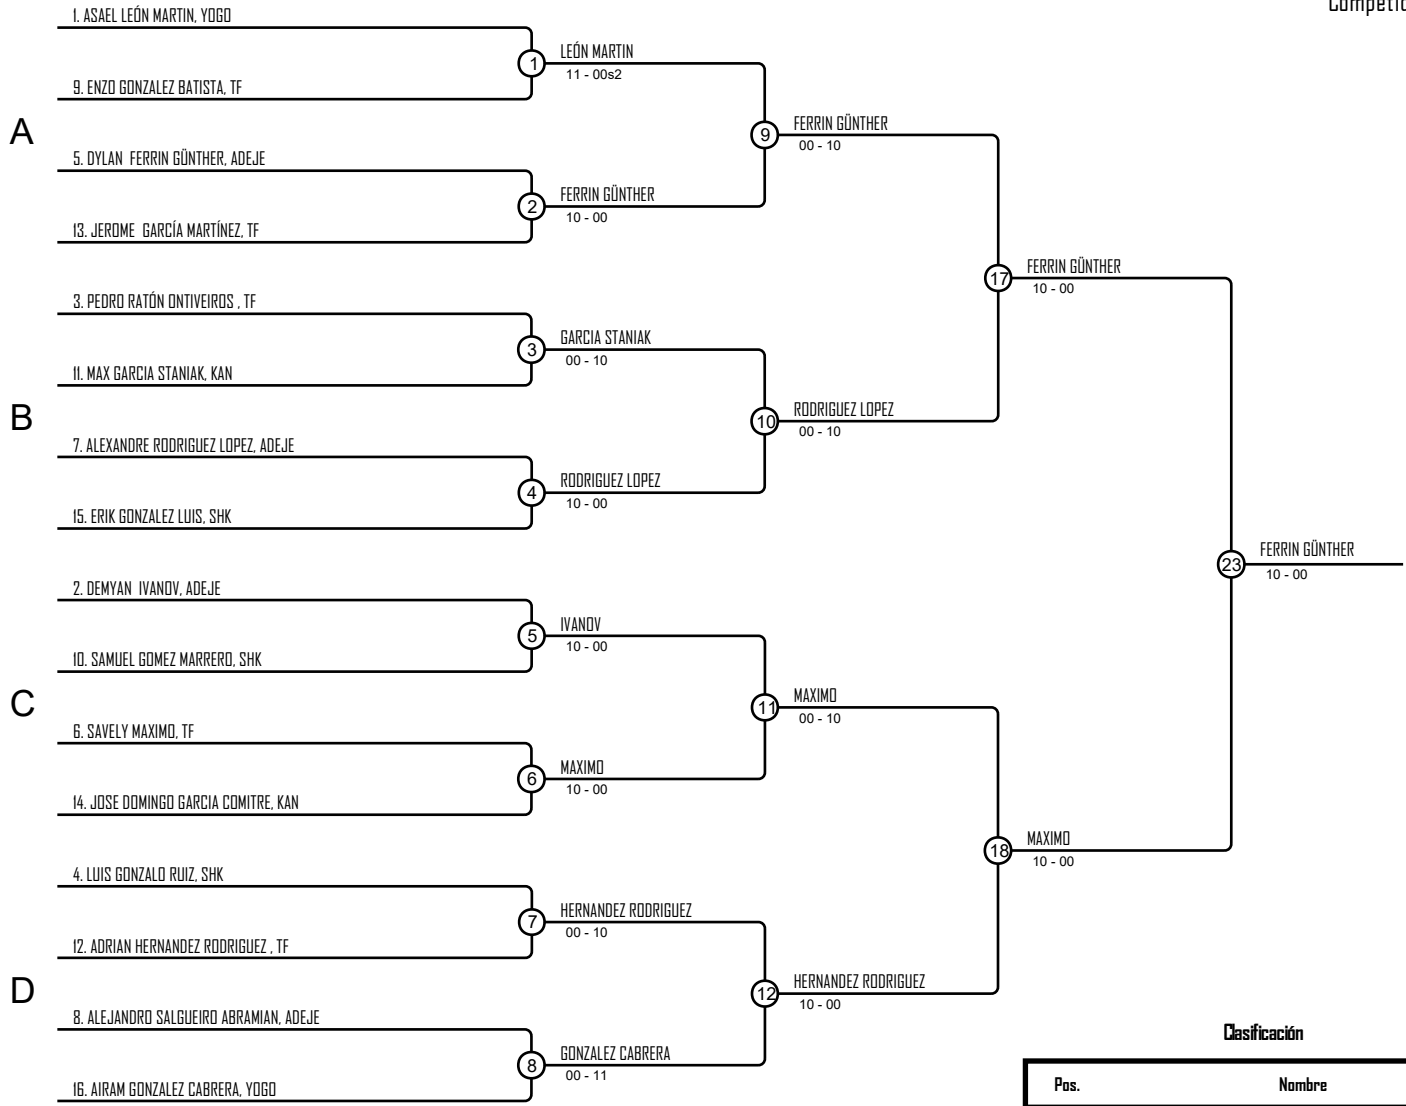 Competic
1. ASAEL LEÓN MARTIN, YOGO
LEÓN MARTIN
1
11 - 00s2
9. ENZO GONZALEZ BATISTA, TF
A
FERRIN GÜNTHER
9
00 - 10
5. DYLAN  FERRIN GÜNTHER, ADEJE
FERRIN GÜNTHER
2
10 - 00
13. JEROME  GARCÍA MARTÍNEZ, TF
FERRIN GÜNTHER
17
10 - 00
3. PEDRO RATÓN ONTIVEIROS , TF
GARCIA STANIAK
3
00 - 10
11. MAX GARCIA STANIAK, KAN
B
RODRIGUEZ LOPEZ
10
00 - 10
7. ALEXANDRE RODRIGUEZ LOPEZ, ADEJE
RODRIGUEZ LOPEZ
4
10 - 00
15. ERIK GONZALEZ LUIS, SHK
FERRIN GÜNTHER
23
10 - 00
2. DEMYAN  IVANOV, ADEJE
IVANOV
5
10 - 00
10. SAMUEL GOMEZ MARRERO, SHK
C
MAXIMO
11
00 - 10
6. SAVELY MAXIMO, TF
MAXIMO
6
10 - 00
14. JOSE DOMINGO GARCIA COMITRE, KAN
MAXIMO
18
10 - 00
4. LUIS GONZALO RUIZ, SHK
HERNANDEZ RODRIGUEZ
7
00 - 10
12. ADRIAN HERNANDEZ RODRIGUEZ , TF
D
HERNANDEZ RODRIGUEZ
12
10 - 00
8. ALEJANDRO SALGUEIRO ABRAMIAN, ADEJE
GONZALEZ CABRERA
8
00 - 11
16. AIRAM GONZALEZ CABRERA, YOGO
Clasificación
Pos. Nombre